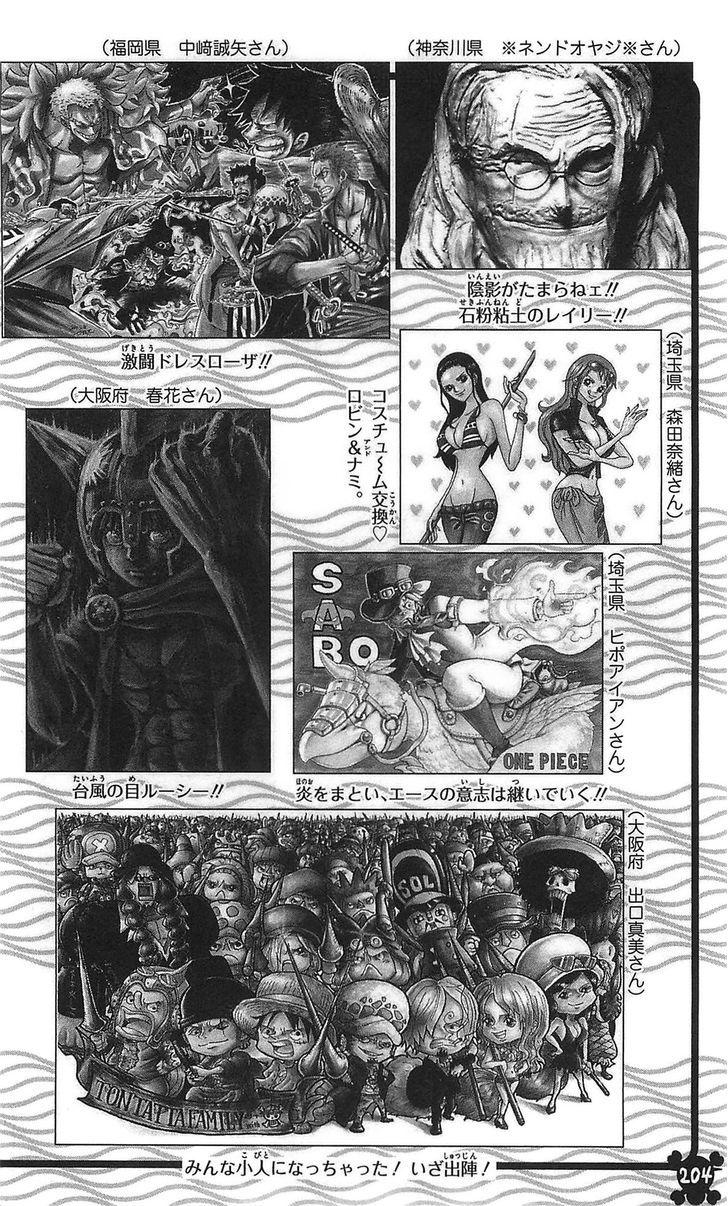 (神奈川県　※ネンドオヤジ※さん)
陰影がたまらねェ!!
石粉粘土のレイリー!!
(福岡県　中﨑誠矢さん)
激闘ドレスローザ!!
(埼玉県　森田奈緒さん)
コスチューム交換♡
ロビン&ナミ。
(大阪府　春花さん)
台風の目ルーシー!!
(埼玉県　ヒポアイアンさん)
SABO
ONE PIECE
炎をまとい、エースの意志は継いでいく!!
(大阪府　出口真美さん)
SOL
TONTATTA FAMILY
みんな小人になっちゃった! いざ出陣!
204